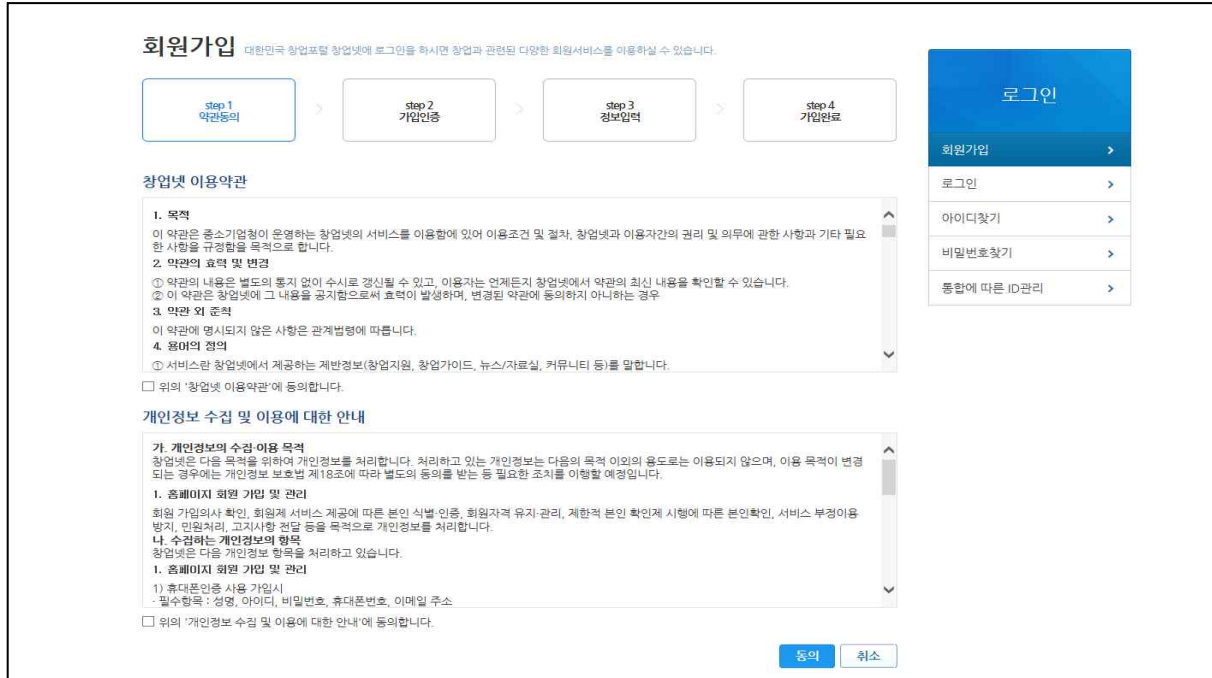 회원가입 대한민국 창업포털 창업넷에 로그인을 하시면 창업과 관련된 다양한 회원서비스를 이용하실 수 있습니다.
step 1
약관동의
step 2
가입인증
step 3
정보입력
step 4
가입완료
창업넷 이용약관
1. 목적
이 약관은 중소기업청이 운영하는 창업넷의 서비스를 이용함에 있어 이용조건 및 절차, 창업넷과 이용자간의 권리 및 의무에 관한 사항과 기타 필요
한 사항을 규정함을 목적으로 합니다.
2. 약관의 효력 및 변경
① 약관의 내용은 별도의 통지 없이 수시로 갱신될 수 있고, 이용자는 언제든지 창업넷에서 약관의 최신 내용을 확인할 수 있습니다.
② 이 약관은 창업넷에 그 내용을 공지함으로써 효력이 발생하며, 변경된 약관에 동의하지 아니하는 경우
3. 약관 외 준칙
이 약관에 명시되지 않은 사항은 관계법령에 따릅니다.
4. 용어의 정의
① 서비스란 창업넷에서 제공하는 제반정보(창업지원, 창업가이드, 뉴스/자료실, 커뮤니티 등)를 말합니다.
위의 '창업넷 이용약관'에 동의합니다.
개인정보 수집 및 이용에 대한 안내
가. 개인정보의 수집·이용 목적
창업넷은 다음 목적을 위하여 개인정보를 처리합니다. 처리하고 있는 개인정보는 다음의 목적 이외의 용도로는 이용되지 않으며, 이용 목적이 변경
되는 경우에는 개인정보 보호법 제18조에 따라 별도의 동의를 받는 등 필요한 조치를 이행할 예정입니다.
1. 홈페이지 회원 가입 및 관리
회원 가입의사 확인, 회원제 서비스 제공에 따른 본인 식별·인증, 회원자격 유지·관리, 제한적 본인 확인제 시행에 따른 본인확인, 서비스 부정이용
방지, 민원처리, 고지사항 전달 등을 목적으로 개인정보를 처리합니다.
나. 수집하는 개인정보의 항목
창업넷은 다음 개인정보 항목을 처리하고 있습니다.
1. 홈페이지 회원 가입 및 관리
1) 휴대폰인증 사용 가입시
· 필수항목 : 성명, 아이디, 비밀번호, 휴대폰번호, 이메일 주소
위의 '개인정보 수집 및 이용에 대한 안내'에 동의합니다.
동의
취소
로그인
회원가입
로그인
아이디찾기
비밀번호찾기
통합에 따른 ID관리